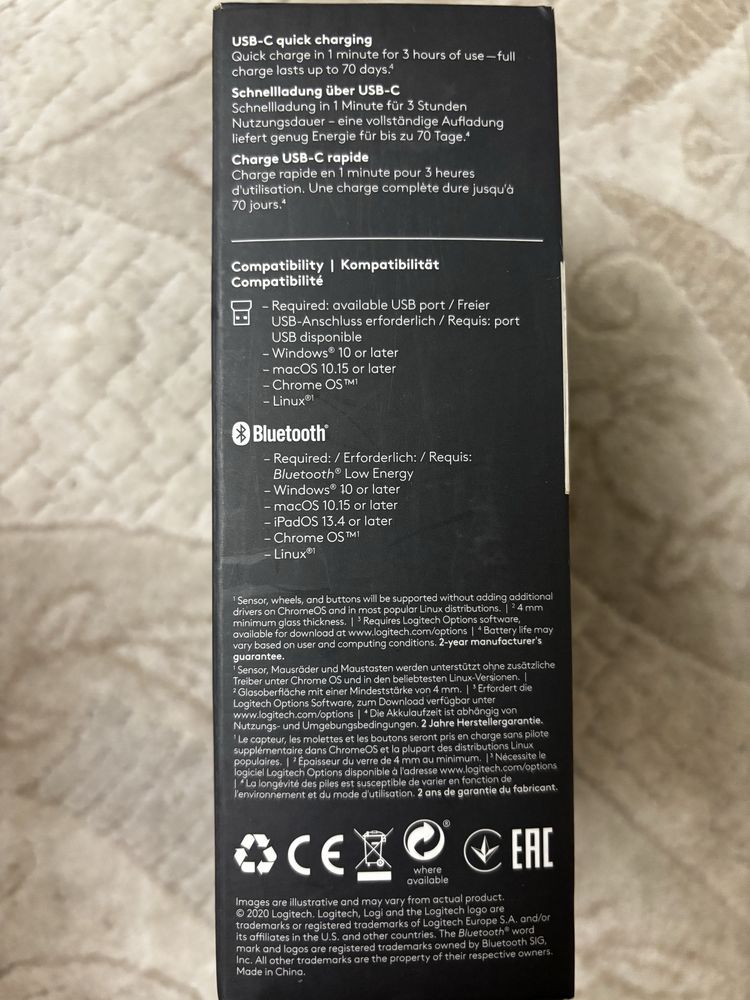 USB-C quick charging
Quick charge in 1 minute for 3 hours of use—full
charge lasts up to 70 days.⁴
Schnellladung über USB-C
Schnellladung in 1 Minute für 3 Stunden
Nutzungsdauer – eine vollständige Aufladung
liefert genug Energie für bis zu 70 Tage.⁴
Charge USB-C rapide
Charge rapide en 1 minute pour 3 heures
d'utilisation. Une charge complète dure jusqu'à
70 jours.⁴
Compatibility | Kompatibilität
Compatibilité
– Required: available USB port / Freier
USB-Anschluss erforderlich / Requis: port
USB disponible
– Windows® 10 or later
– macOS 10.15 or later
– Chrome OS™¹
– Linux®¹
Bluetooth®
– Required: / Erforderlich: / Requis:
Bluetooth® Low Energy
– Windows® 10 or later
– macOS 10.15 or later
– iPadOS 13.4 or later
– Chrome OS™¹
– Linux®¹
¹ Sensor, wheels, and buttons will be supported without adding additional
drivers on ChromeOS and in most popular Linux distributions. | ² 4 mm
minimum glass thickness. | ³ Requires Logitech Options software,
available for download at www.logitech.com/options | ⁴ Battery life may
vary based on user and computing conditions. 2-year manufacturer's
guarantee.
¹ Sensor, Mausräder und Maustasten werden unterstützt ohne zusätzliche
Treiber unter Chrome OS und in den beliebtesten Linux-Versionen. |
² Glasoberfläche mit einer Mindeststärke von 4 mm. | ³ Erfordert die
Logitech Options Software, zum Download verfügbar unter
www.logitech.com/options | ⁴ Die Akkulaufzeit ist abhängig von
Nutzungs- und Umgebungsbedingungen. 2 Jahre Herstellergarantie.
¹ Le capteur, les molettes et les boutons seront pris en charge sans pilote
supplémentaire dans ChromeOS et la plupart des distributions Linux
populaires. | ² Épaisseur du verre de 4 mm au minimum. | ³ Nécessite le
logiciel Logitech Options disponible à l'adresse www.logitech.com/options
| ⁴ La longévité des piles est susceptible de varier en fonction de
l'environnement et du mode d'utilisation. 2 ans de garantie du fabricant.
CE ® EAC
where
available
Images are illustrative and may vary from actual product.
© 2020 Logitech. Logitech, Logi and the Logitech logo are
trademarks or registered trademarks of Logitech Europe S.A. and/or
its affiliates in the U.S. and other countries. The Bluetooth® word
mark and logos are registered trademarks owned by Bluetooth SIG,
Inc. All other trademarks are the property of their respective owners.
Made in China.